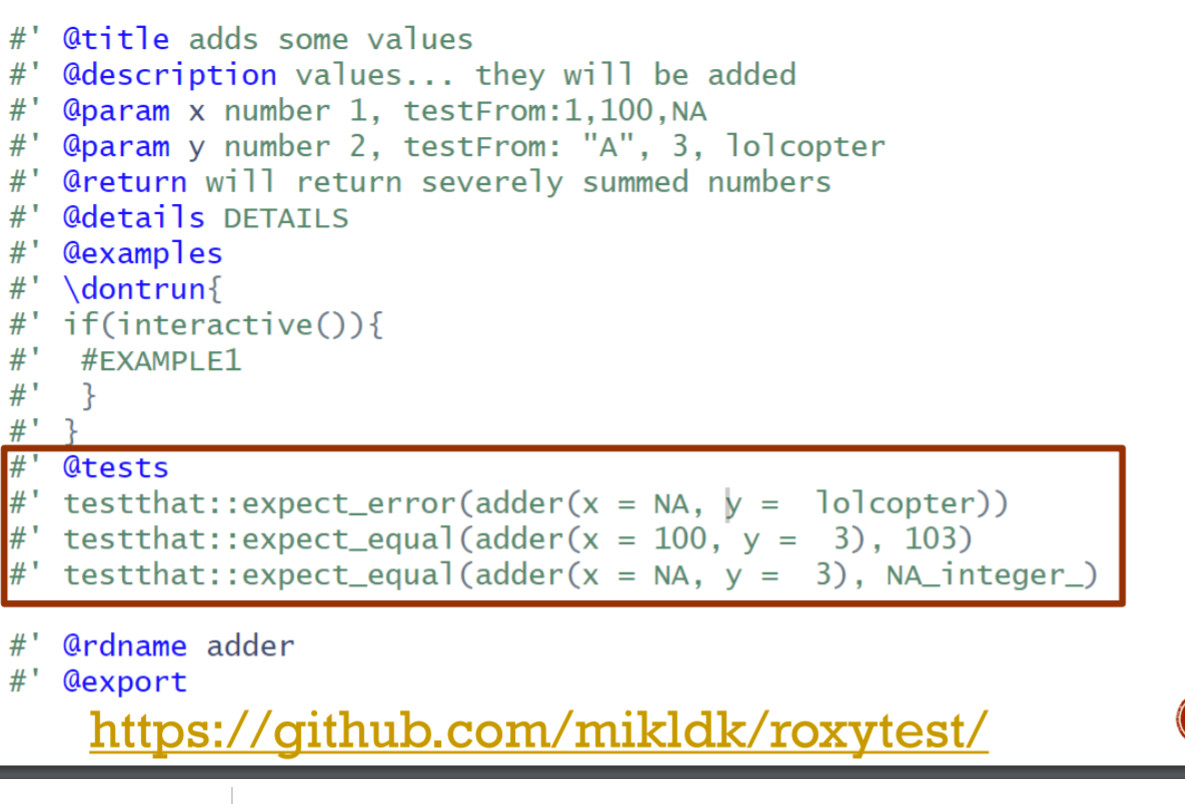 #' @title adds some values
#' @description values... they will be added
#' @param x number 1, testFrom:1,100,NA
#' @param y number 2, testFrom: "A", 3, lolcopter
#' @return will return severely summed numbers
#' @details DETAILS
#' @examples
#' \dontrun{
#' if(interactive()){
#'  #EXAMPLE1
#'  }
#' }
#' @tests
#' testthat::expect_error(adder(x = NA, y =  lolcopter))
#' testthat::expect_equal(adder(x = 100, y =  3), 103)
#' testthat::expect_equal(adder(x = NA, y =  3), NA_integer_)
#' @rdname adder
#' @export
https://github.com/mikldk/roxytest/